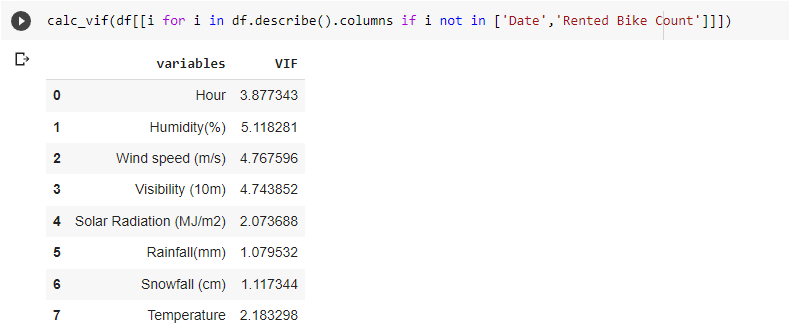 calc_vif(df[[i for i in df.describe().columns if i not in ['Date','Rented Bike Count']]])
variables VIF
0 Hour 3.877343
1 Humidity(%) 5.118281
2 Wind speed (m/s) 4.767596
3 Visibility (10m) 4.743852
4 Solar Radiation (MJ/m2) 2.073688
5 Rainfall(mm) 1.079532
6 Snowfall (cm) 1.117344
7 Temperature 2.183298